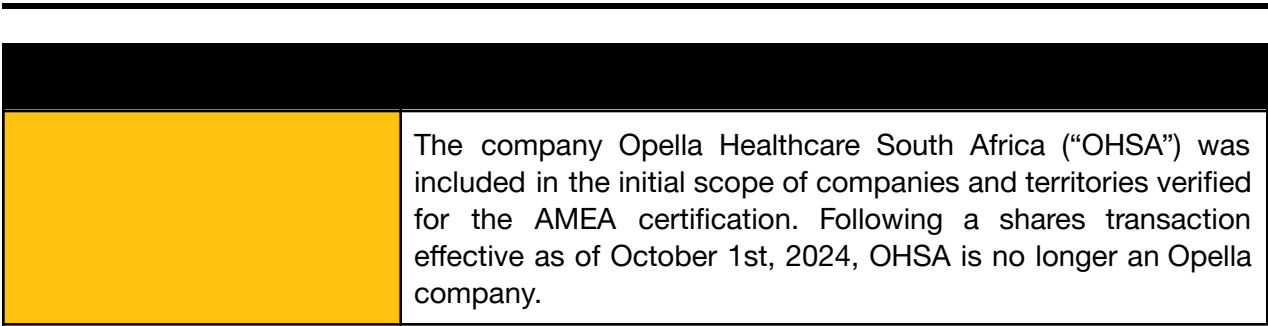 The company Opella Healthcare South Africa (“OHSA”) was
included in the initial scope of companies and territories verified
for the AMEA certification. Following a shares transaction
effective as of October 1st, 2024, OHSA is no longer an Opella
company.